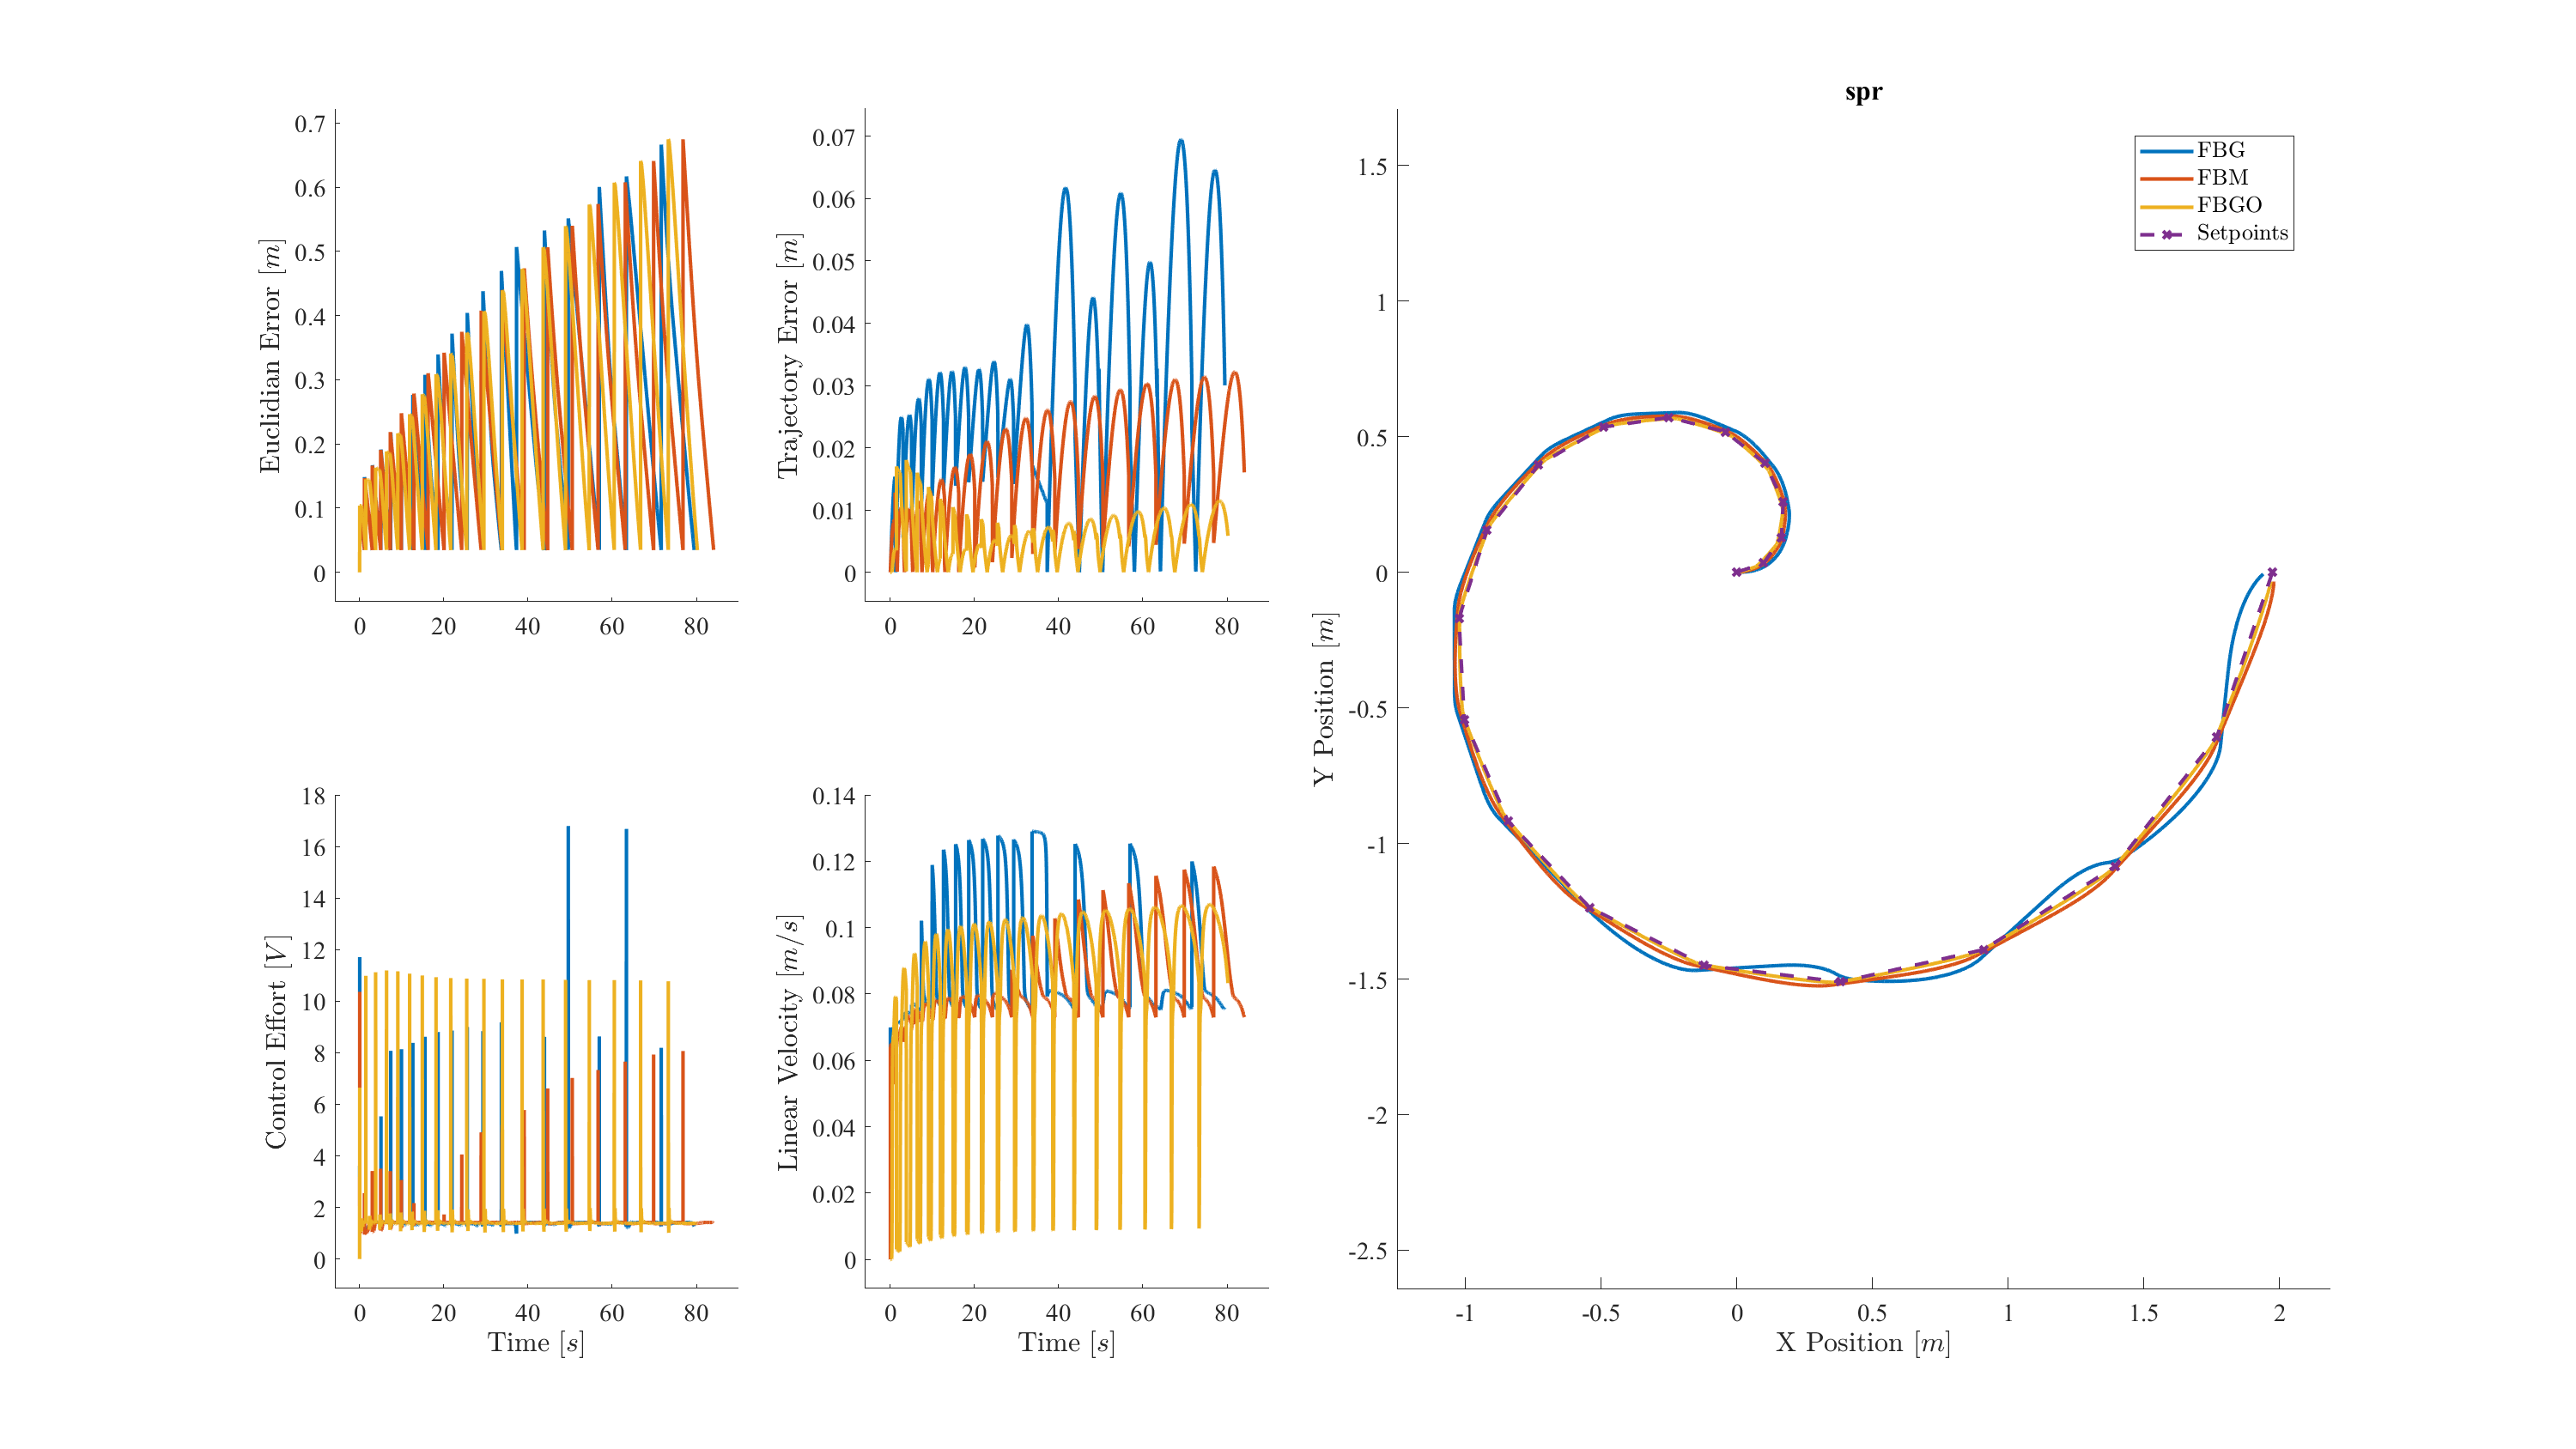 0.7
0.6
0.5
0.4
0.3
0.2
0.1
0
Euclidian Error [m]
0 20 40 60 80
0.07
0.06
0.05
0.04
0.03
0.02
0.01
0
Trajectory Error [m]
0 20 40 60 80
18
16
14
12
10
8
6
4
2
0
Control Effort [V]
0 20 40 60 80
Time [s]
0.14
0.12
0.1
0.08
0.06
0.04
0.02
0
Linear Velocity [m/s]
0 20 40 60 80
Time [s]
spr
FBG
FBM
FBGO
Setpoints
1.5
1
0.5
0
-0.5
-1
-1.5
-2
-2.5
Y Position [m]
-1 -0.5 0 0.5 1 1.5 2
X Position [m]